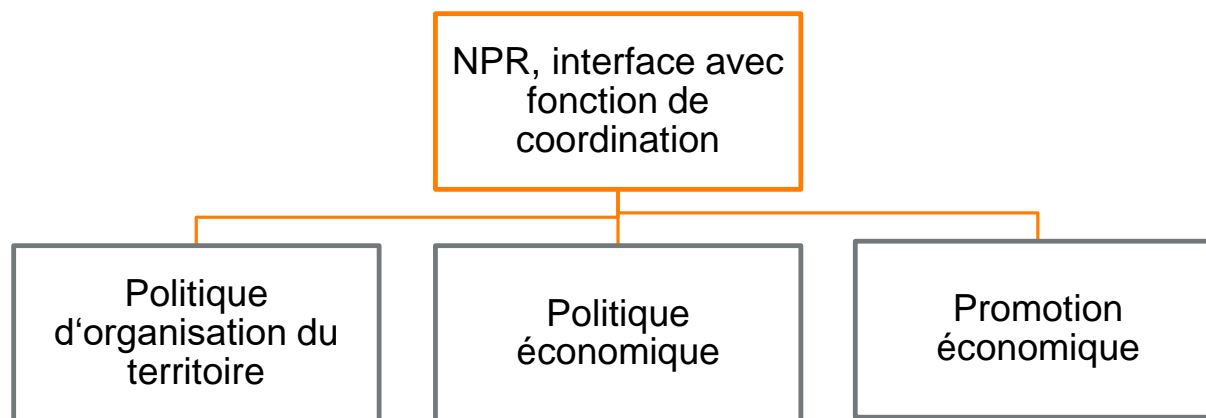 NPR, interface avec
fonction de
coordination
Politique
d‘organisation du
territoire
Politique
économique
Promotion
économique